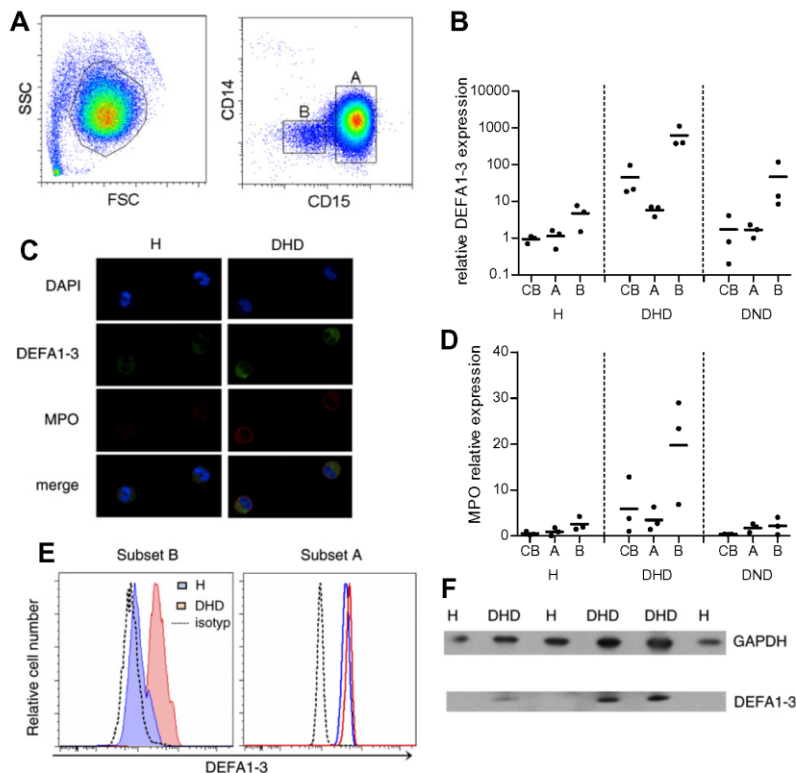 A
SSC
FSC
CD14
A
B
CD15
B
relative DEFA1-3 expression
10000
1000
100
10
1
0.1
CB A B CB A B CB A B
H DHD DND
C
H DHD
DAPI
DEFA1-3
MPO
merge
D
MPO relative expression
40
30
20
10
0
CB A B CB A B CB A B
H DHD DND
E
Subset B Subset A
Relative cell number
H
DHD
isotyp
DEFA1-3
F
H DHD H DHD DHD H
GAPDH
DEFA1-3